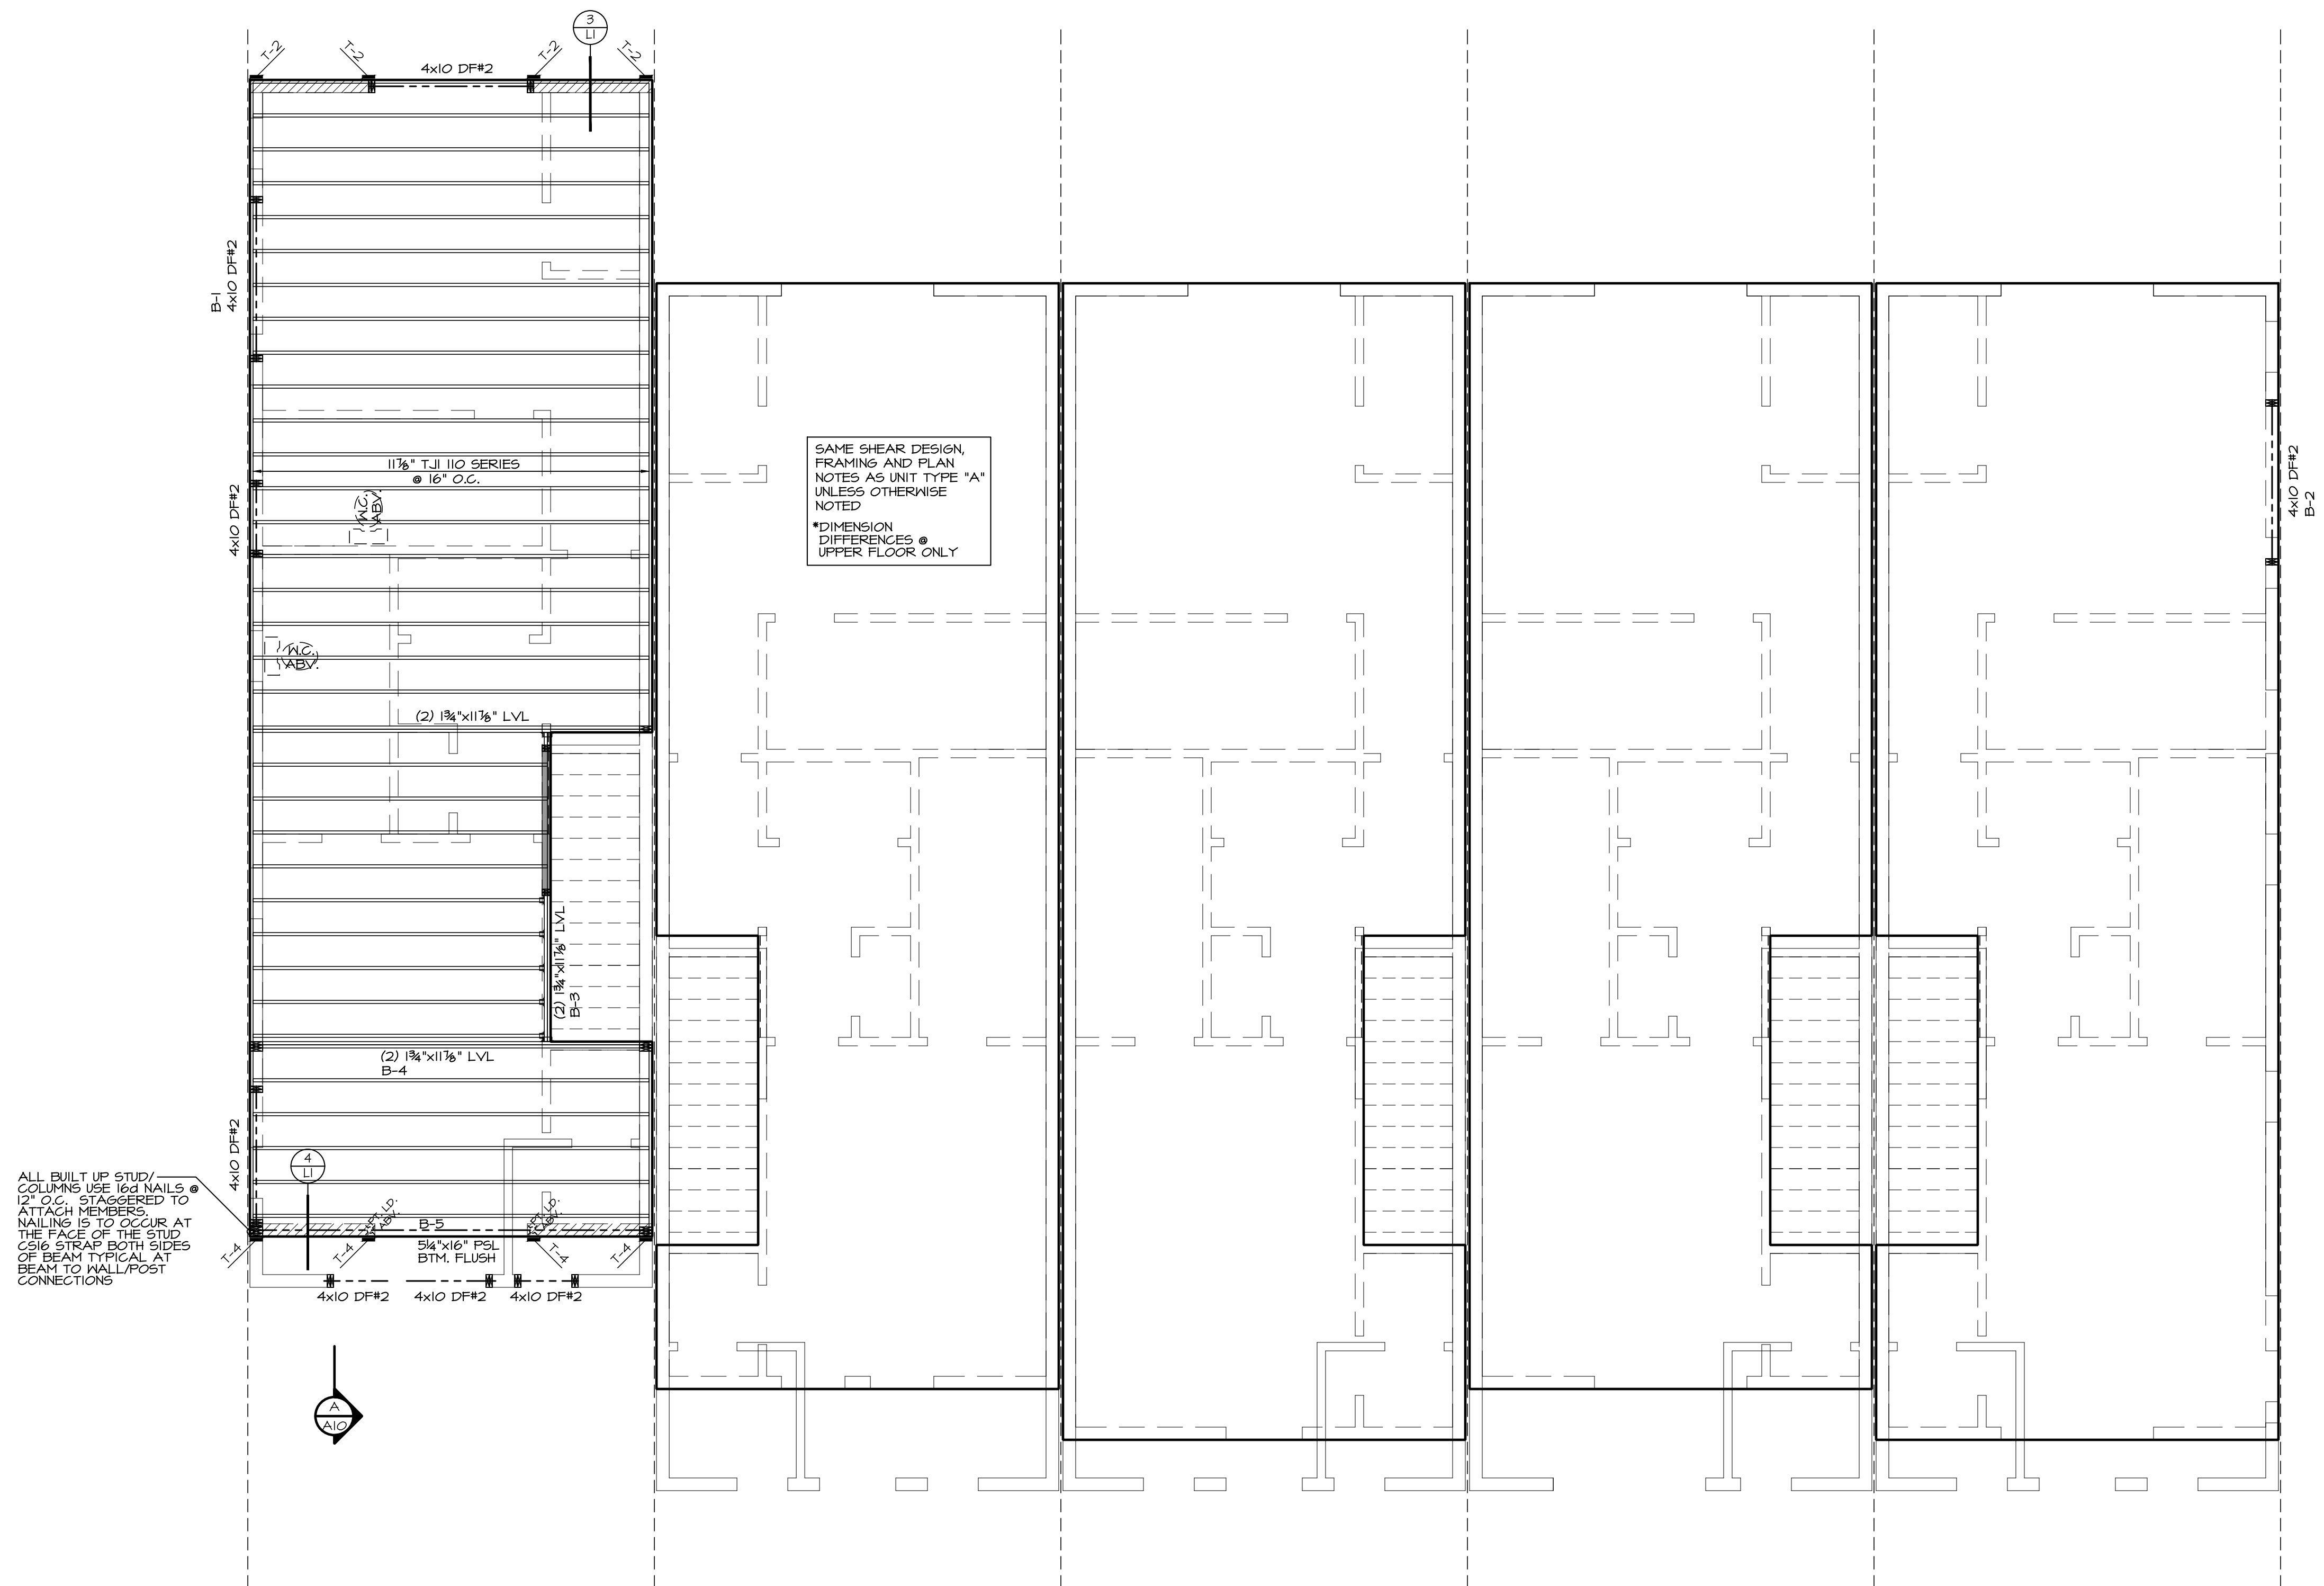 3
L1
T-2
T-2
T-2
T-2
4x10 DF#2
B-1
4x10 DF#2
4x10 DF#2
11⅞" TJI 110 SERIES
@ 16" O.C.
W.C.
ABV.
W.C.
ABV.
(2) 1¾"x11⅞" LVL
(2) 1¾"x11⅞" LVL
B-3
(2) 1¾"x11⅞" LVL
B-4
4x10 DF#2
4
L1
ALL BUILT UP STUD/
COLUMNS USE 16d NAILS @
12" O.C. STAGGERED TO
ATTACH MEMBERS.
NAILING IS TO OCCUR AT
THE FACE OF THE STUD
CS16 STRAP BOTH SIDES
OF BEAM TYPICAL AT
BEAM TO WALL/POST
CONNECTIONS
T-4
T-4
T-4
T-4
PT. LD.
ABV.
PT. LD.
ABV.
B-5
5¼"x16" PSL
BTM. FLUSH
4x10 DF#2
4x10 DF#2
4x10 DF#2
A
A10
SAME SHEAR DESIGN,
FRAMING AND PLAN
NOTES AS UNIT TYPE "A"
UNLESS OTHERWISE
NOTED
*DIMENSION
DIFFERENCES @
UPPER FLOOR ONLY
4x10 DF#2
B-2